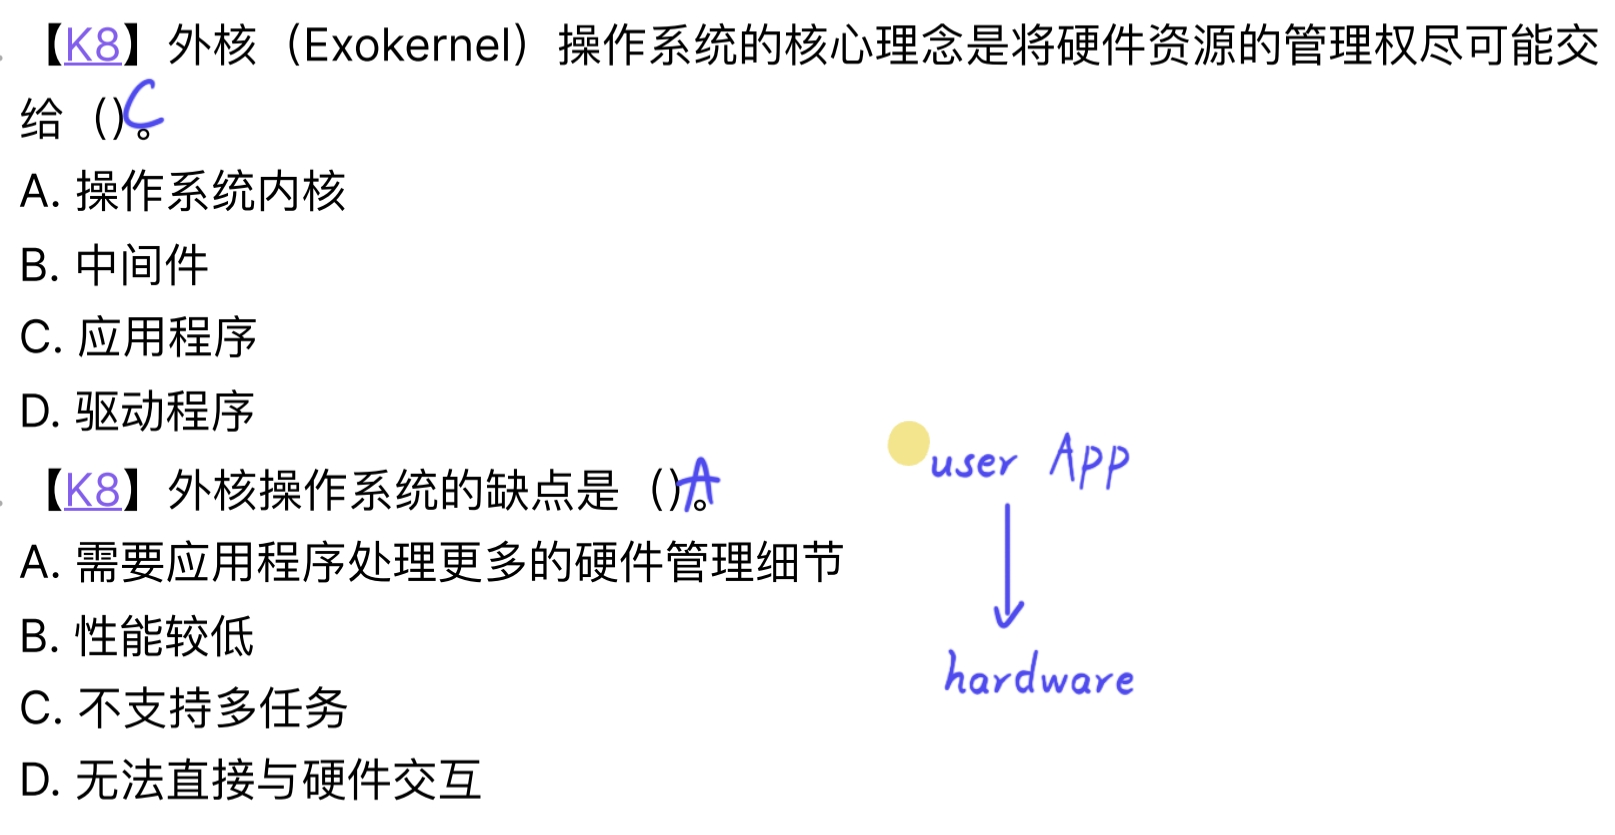 【K8】外核（Exokernel）操作系统的核心理念是将硬件资源的管理权尽可能交
给（）C。
A. 操作系统内核
B. 中间件
C. 应用程序
D. 驱动程序
【K8】外核操作系统的缺点是（）A。
A. 需要应用程序处理更多的硬件管理细节
B. 性能较低
C. 不支持多任务
D. 无法直接与硬件交互
user App
hardware